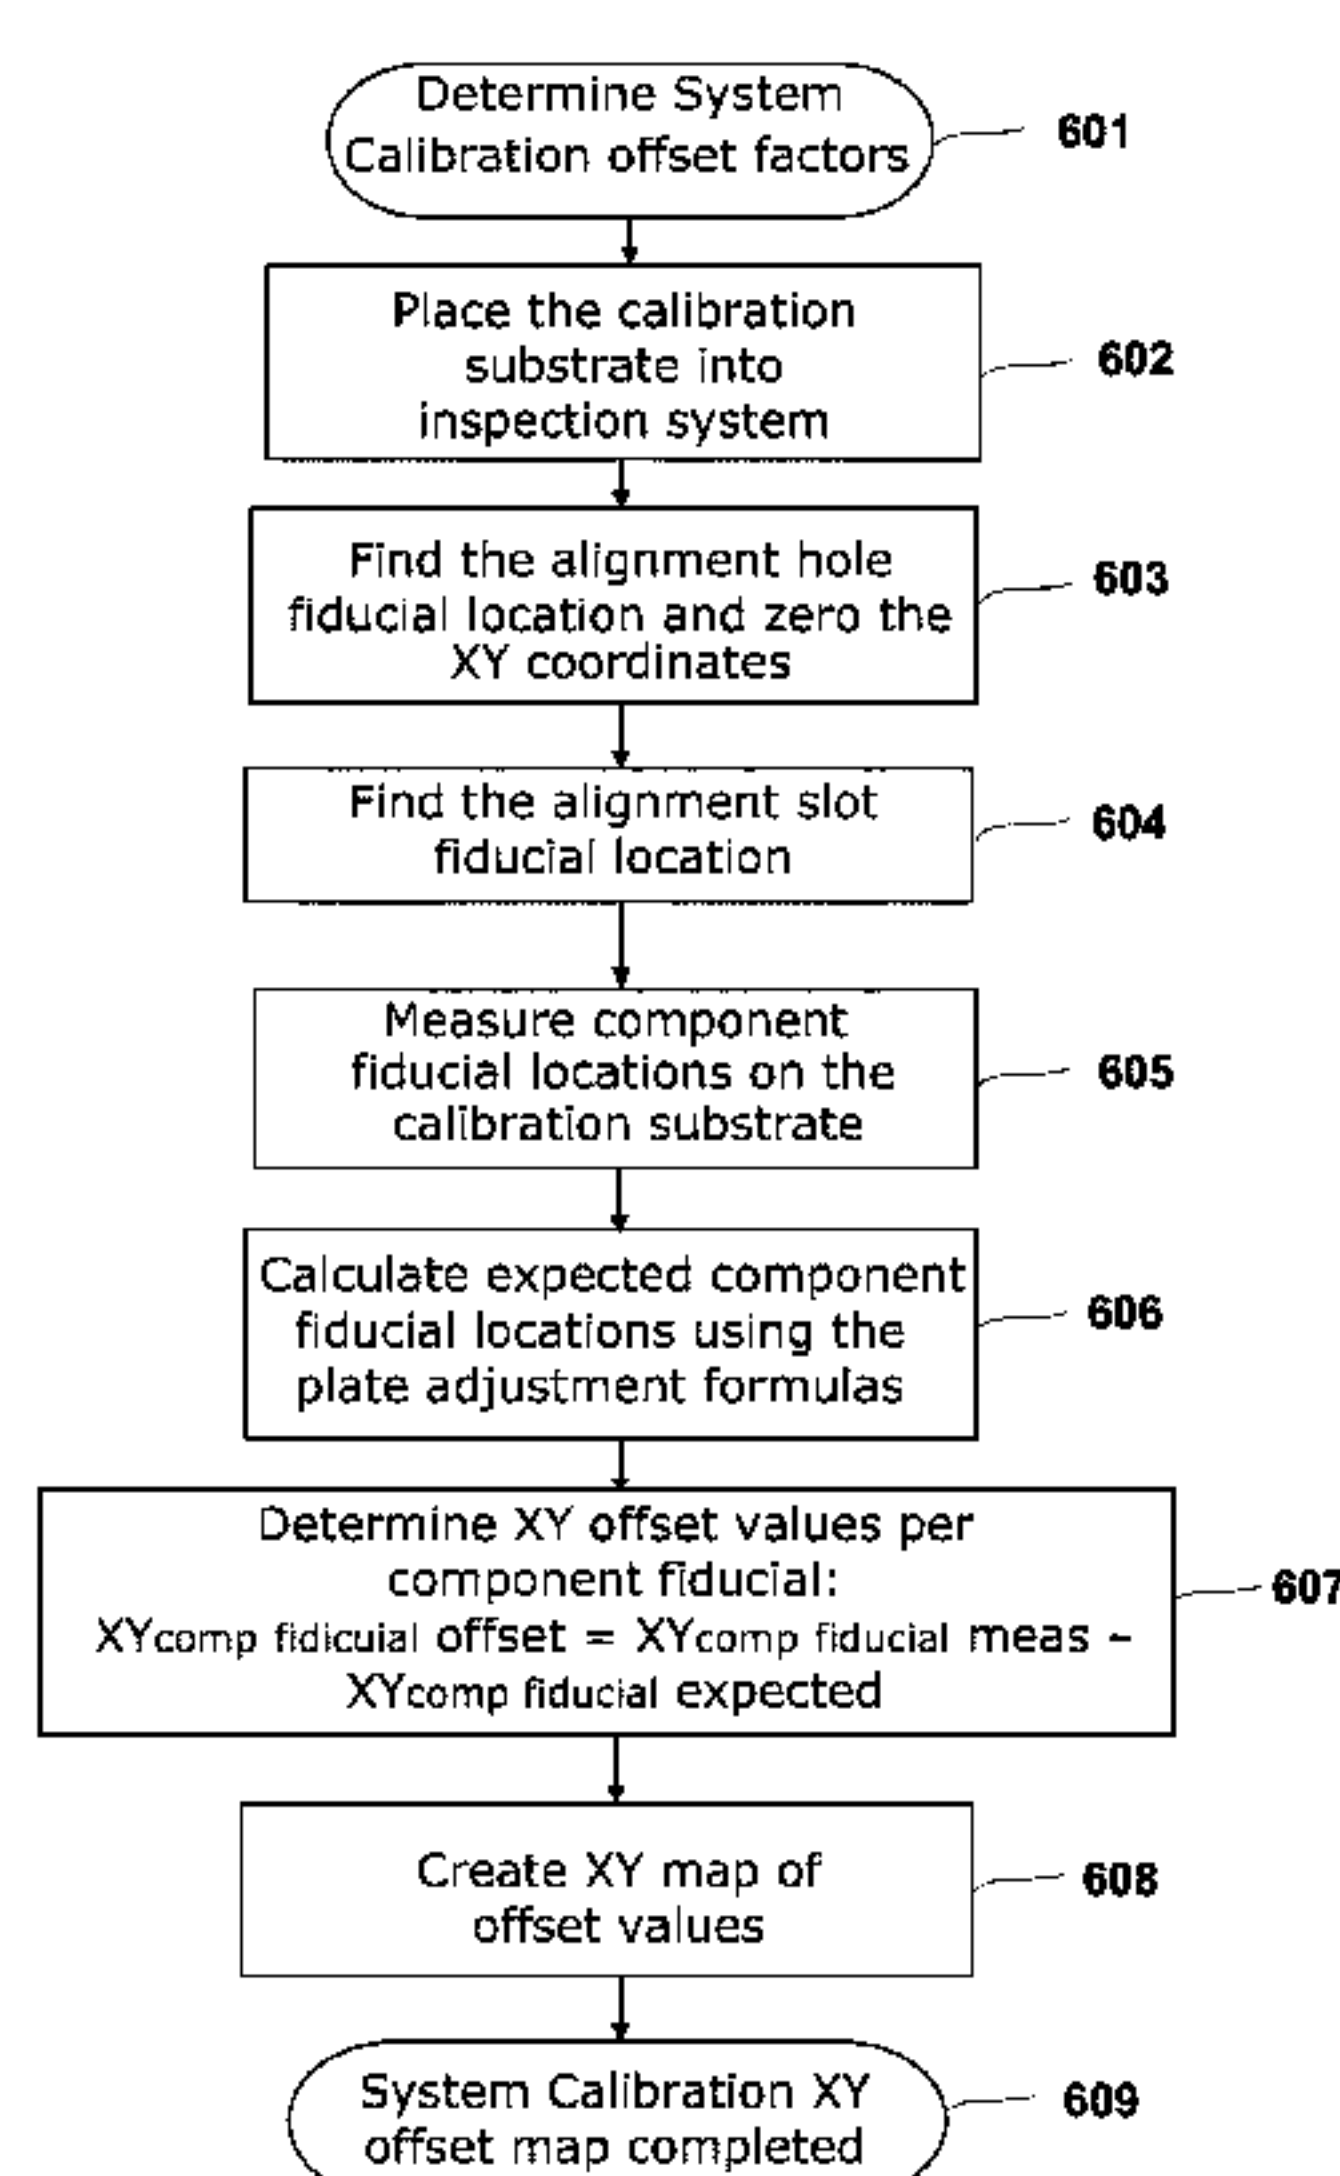 Determine System
Calibration offset factors
601
Place the calibration
substrate into
inspection system
602
Find the alignment hole
fiducial location and zero the
XY coordinates
603
Find the alignment slot
fiducial location
604
Measure component
fiducial locations on the
calibration substrate
605
Calculate expected component
fiducial locations using the
plate adjustment formulas
606
Determine XY offset values per
component fiducial:
XYcomp fidicuial offset = XYcomp fiducial meas –
XYcomp fiducial expected
607
Create XY map of
offset values
608
System Calibration XY
offset map completed
609